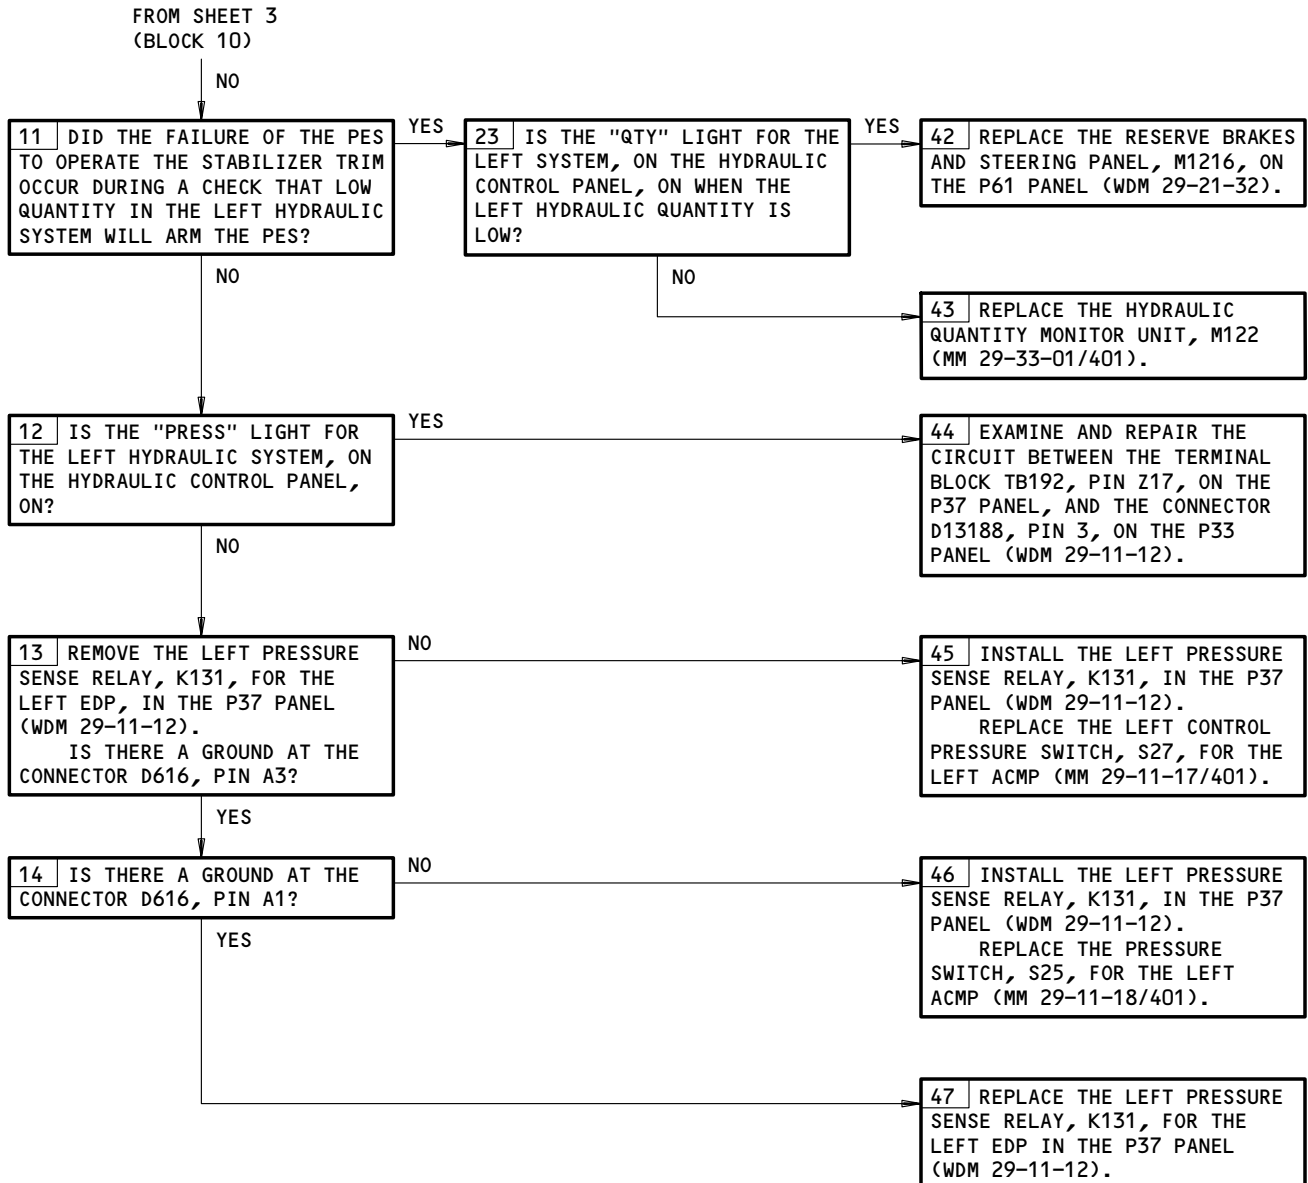 FROM SHEET 3
(BLOCK 10)
NO
11 DID THE FAILURE OF THE PES
TO OPERATE THE STABILIZER TRIM
OCCUR DURING A CHECK THAT LOW
QUANTITY IN THE LEFT HYDRAULIC
SYSTEM WILL ARM THE PES?
YES
23 IS THE "QTY" LIGHT FOR THE
LEFT SYSTEM, ON THE HYDRAULIC
CONTROL PANEL, ON WHEN THE
LEFT HYDRAULIC QUANTITY IS
LOW?
YES
42 REPLACE THE RESERVE BRAKES
AND STEERING PANEL, M1216, ON
THE P61 PANEL (WDM 29-21-32).
NO
NO
43 REPLACE THE HYDRAULIC
QUANTITY MONITOR UNIT, M122
(MM 29-33-01/401).
12 IS THE "PRESS" LIGHT FOR
THE LEFT HYDRAULIC SYSTEM, ON
THE HYDRAULIC CONTROL PANEL,
ON?
YES
44 EXAMINE AND REPAIR THE
CIRCUIT BETWEEN THE TERMINAL
BLOCK TB192, PIN Z17, ON THE
P37 PANEL, AND THE CONNECTOR
D13188, PIN 3, ON THE P33
PANEL (WDM 29-11-12).
NO
13 REMOVE THE LEFT PRESSURE
SENSE RELAY, K131, FOR THE
LEFT EDP, IN THE P37 PANEL
(WDM 29-11-12).
IS THERE A GROUND AT THE
CONNECTOR D616, PIN A3?
NO
45 INSTALL THE LEFT PRESSURE
SENSE RELAY, K131, IN THE P37
PANEL (WDM 29-11-12).
REPLACE THE LEFT CONTROL
PRESSURE SWITCH, S27, FOR THE
LEFT ACMP (MM 29-11-17/401).
YES
14 IS THERE A GROUND AT THE
CONNECTOR D616, PIN A1?
NO
46 INSTALL THE LEFT PRESSURE
SENSE RELAY, K131, IN THE P37
PANEL (WDM 29-11-12).
REPLACE THE PRESSURE
SWITCH, S25, FOR THE LEFT
ACMP (MM 29-11-18/401).
YES
47 REPLACE THE LEFT PRESSURE
SENSE RELAY, K131, FOR THE
LEFT EDP IN THE P37 PANEL
(WDM 29-11-12).